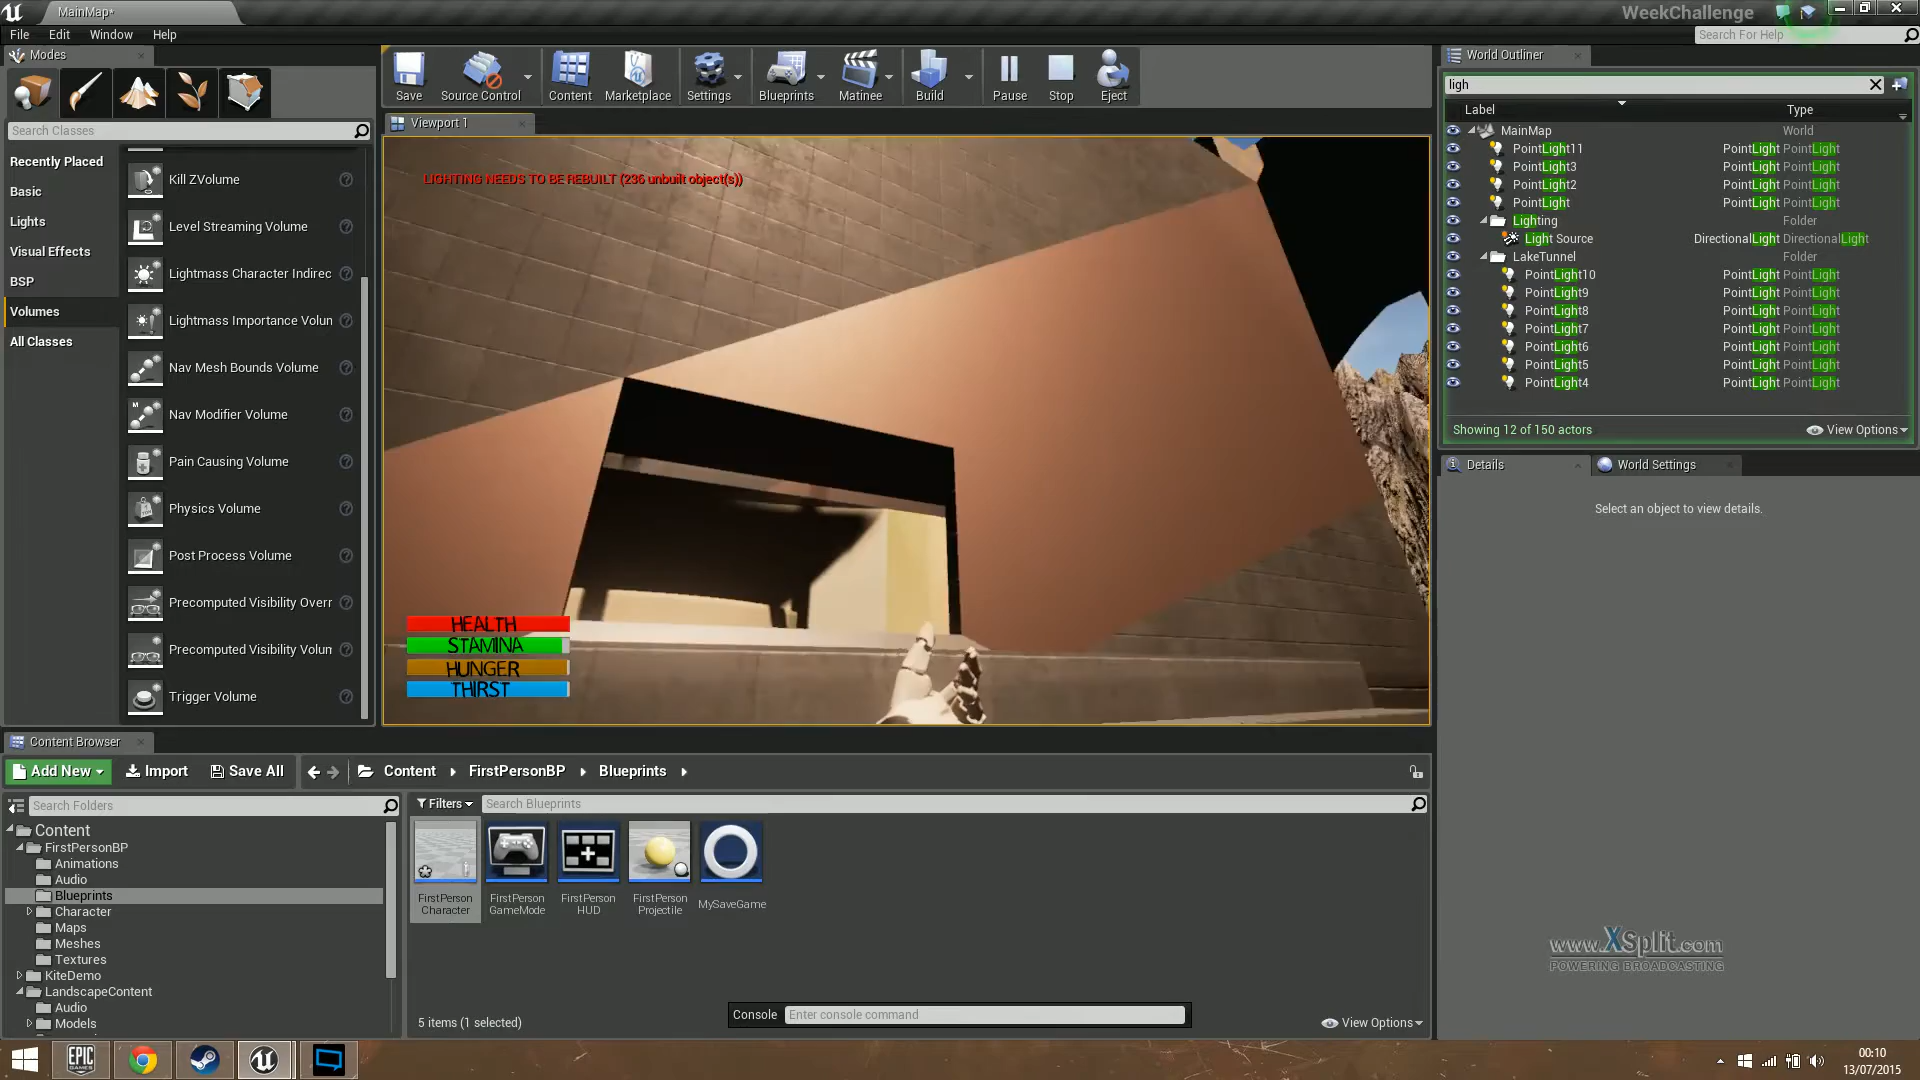 MainMap*
WeekChallenge
File Edit Window Help
Search For Help
Modes
Search Classes
Recently Placed
Basic
Lights
Visual Effects
BSP
Volumes
All Classes
Kill ZVolume
Level Streaming Volume
Lightmass Character Indirec
Lightmass Importance Volun
Nav Mesh Bounds Volume
Nav Modifier Volume
Pain Causing Volume
Physics Volume
Post Process Volume
Precomputed Visibility Overr
Precomputed Visibility Volun
Trigger Volume
Save Source Control Content Marketplace Settings Blueprints Matinee Build Pause Stop Eject
Viewport 1
LIGHTING NEEDS TO BE REBUILT (236 unbuilt object(s))
HEALTH
STAMINA
HUNGER
THIRST
World Outliner
ligh
Label Type
MainMap World
PointLight11 PointLight PointLight
PointLight3 PointLight PointLight
PointLight2 PointLight PointLight
PointLight PointLight PointLight
Lighting Folder
Light Source DirectionalLight DirectionalLight
LakeTunnel Folder
PointLight10 PointLight PointLight
PointLight9 PointLight PointLight
PointLight8 PointLight PointLight
PointLight7 PointLight PointLight
PointLight6 PointLight PointLight
PointLight5 PointLight PointLight
PointLight4 PointLight PointLight
Showing 12 of 150 actors
View Options
Details World Settings
Select an object to view details.
Content Browser
Add New Import Save All Content FirstPersonBP Blueprints
Search Folders
Content
FirstPersonBP
Animations
Audio
Blueprints
Character
Maps
Meshes
Textures
KiteDemo
LandscapeContent
Audio
Models
Filters
Search Blueprints
FirstPerson Character
FirstPerson GameMode
FirstPerson HUD
FirstPerson Projectile
MySaveGame
5 items (1 selected)
Console Enter console command
View Options
www.XSplit.com
POWERING BROADCASTING
EPIC GAMES
00:10
13/07/2015